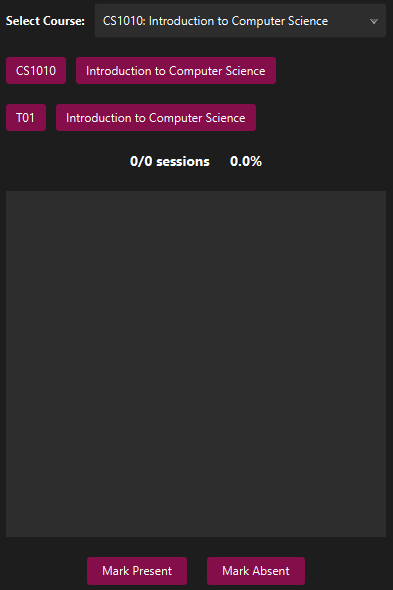 Select Course: CS1010: Introduction to Computer Science
CS1010 Introduction to Computer Science
T01 Introduction to Computer Science
0/0 sessions 0.0%
Mark Present Mark Absent